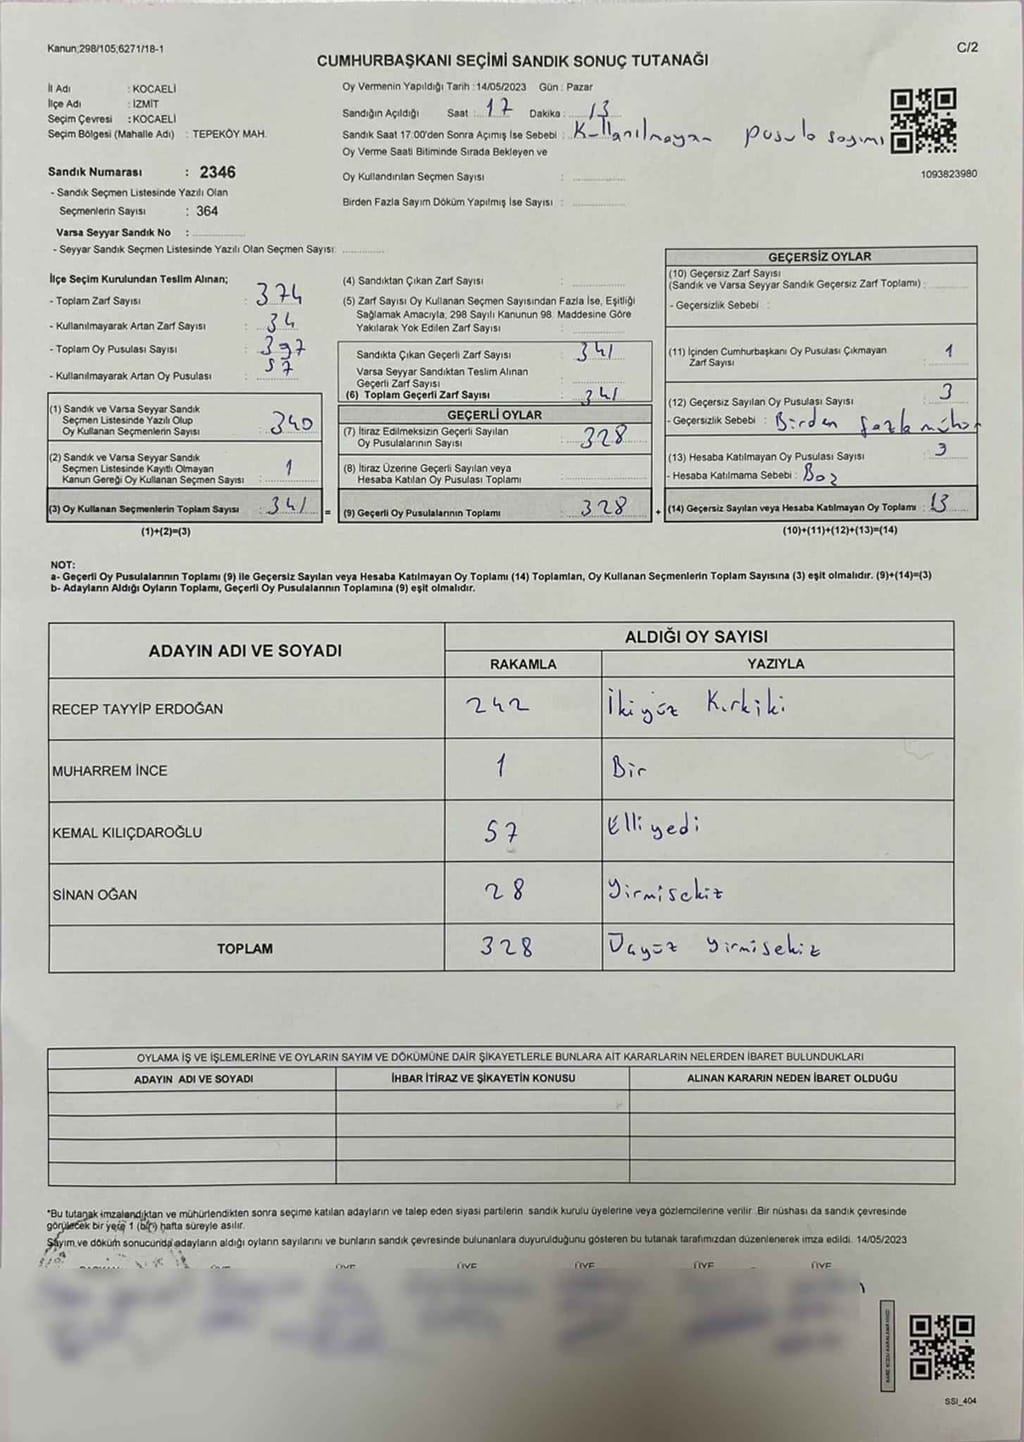 Kanun;298/105,6271/18-1
C/2
CUMHURBAŞKANI SEÇİMİ SANDIK SONUÇ TUTANAĞI
İl Adı : KOCAELİ
İlçe Adı : İZMİT
Seçim Çevresi : KOCAELİ
Seçim Bölgesi (Mahalle Adı) : TEPEKÖY MAH.
Sandık Numarası : 2346
- Sandık Seçmen Listesinde Yazılı Olan
Seçmenlerin Sayısı : 364
Varsa Seyyar Sandık No :
- Seyyar Sandık Seçmen Listesinde Yazılı Olan Seçmen Sayısı:
Oy Vermenin Yapıldığı Tarih :14/05/2023 Gün : Pazar
Sandığın Açıldığı Saat : 17 Dakika : 13
Sandık Saat 17:00'den Sonra Açımış İse Sebebi : Kullanılmayan pusula sayımı
Oy Verme Saati Bitiminde Sırada Bekleyen ve
Oy Kullandırılan Seçmen Sayısı :
Birden Fazla Sayım Döküm Yapılmış İse Sayısı :
1093823980
İlçe Seçim Kurulundan Teslim Alınan;
- Toplam Zarf Sayısı : 374
- Kullanılmayarak Artan Zarf Sayısı : 34
- Toplam Oy Pusulası Sayısı : 397
- Kullanılmayarak Artan Oy Pusulası : 57
(1) Sandık ve Varsa Seyyar Sandık
Seçmen Listesinde Yazılı Olup
Oy Kullanan Seçmenlerin Sayısı : 340
(2) Sandık ve Varsa Seyyar Sandık
Seçmen Listesinde Kayıtlı Olmayan
Kanun Gereği Oy Kullanan Seçmen Sayısı : 1
(3) Oy Kullanan Seçmenlerin Toplam Sayısı : 341 =
(1)+(2)=(3)
(4) Sandıktan Çıkan Zarf Sayısı :
(5) Zarf Sayısı Oy Kullanan Seçmen Sayısından Fazla İse, Eşitliği
Sağlamak Amacıyla, 298 Sayılı Kanunun 98. Maddesine Göre
Yakılarak Yok Edilen Zarf Sayısı :
Sandıkta Çıkan Geçerli Zarf Sayısı : 341
Varsa Seyyar Sandıktan Teslim Alınan
Geçerli Zarf Sayısı :
(6) Toplam Geçerli Zarf Sayısı : 341
GEÇERLİ OYLAR
(7) İtiraz Edilmeksizin Geçerli Sayılan
Oy Pusulalarının Sayısı : 328
(8) İtiraz Üzerine Geçerli Sayılan veya
Hesaba Katılan Oy Pusulası Toplamı :
(9) Geçerli Oy Pusulalarının Toplamı : 328 +
GEÇERSİZ OYLAR
(10) Geçersiz Zarf Sayısı
(Sandık ve Varsa Seyyar Sandık Geçersiz Zarf Toplamı) :
- Geçersizlik Sebebi :
(11) İçinden Cumhurbaşkanı Oy Pusulası Çıkmayan
Zarf Sayısı : 1
(12) Geçersiz Sayılan Oy Pusulası Sayısı : 3
- Geçersizlik Sebebi : Birden fazla mühür
(13) Hesaba Katılmayan Oy Pusulası Sayısı : 3
- Hesaba Katılmama Sebebi : Boş
(14) Geçersiz Sayılan veya Hesaba Katılmayan Oy Toplamı : 13
(10)+(11)+(12)+(13)=(14)
NOT:
a- Geçerli Oy Pusulalarının Toplamı (9) ile Geçersiz Sayılan veya Hesaba Katılmayan Oy Toplamı (14) Toplamları, Oy Kullanan Seçmenlerin Toplam Sayısına (3) eşit olmalıdır. (9)+(14)=(3)
b- Adayların Aldığı Oyların Toplamı, Geçerli Oy Pusulalarının Toplamına (9) eşit olmalıdır.
ADAYIN ADI VE SOYADI
ALDIĞI OY SAYISI
RAKAMLA YAZIYLA
RECEP TAYYİP ERDOĞAN 242 İkiyüz Kırkiki
MUHARREM İNCE 1 Bir
KEMAL KILIÇDAROĞLU 57 Elliyedi
SİNAN OĞAN 28 Yirmisekiz
TOPLAM 328 Üçyüz Yirmisekiz
OYLAMA İŞ VE İŞLEMLERİNE VE OYLARIN SAYIM VE DÖKÜMÜNE DAİR ŞİKAYETLERLE BUNLARA AİT KARARLARIN NELERDEN İBARET BULUNDUKLARI
ADAYIN ADI VE SOYADI İHBAR İTİRAZ VE ŞİKAYETİN KONUSU ALINAN KARARIN NEDEN İBARET OLDUĞU
*Bu tutanak imzalandıktan ve mühürlendikten sonra seçime katılan adayların ve talep eden siyasi partilerin sandık kurulu üyelerine veya gözlemcilerine verilir. Bir nüshası da sandık çevresinde
görülecek bir yere 1 (bir) hafta süreyle asılır.
Sayım ve döküm sonucunda adayların aldığı oyların sayılarını ve bunların sandık çevresinde bulunanlara duyurulduğunu gösteren bu tutanak tarafımızdan düzenlenerek imza edildi. 14/05/2023
ÜYE ÜYE ÜYE ÜYE ÜYE
SSI_404